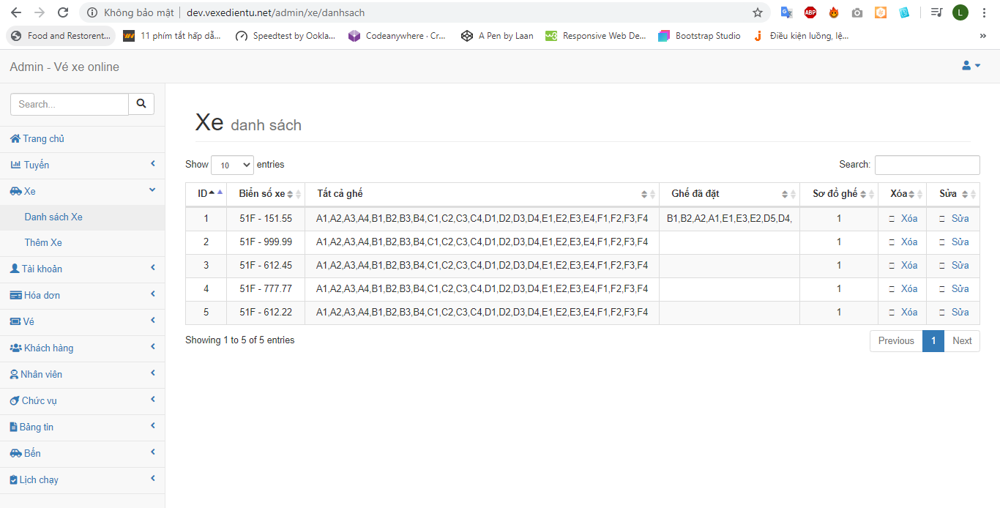 Không bảo mật | dev.vexedientu.net/admin/xe/danhsach
ABP
L
Food and Restorent... 11 phím tắt hấp dẫ... Speedtest by Ookla... Codeanywhere · Cr... A Pen by Laan Responsive Web De... Bootstrap Studio Điều kiện luồng, lệ... »
Admin - Vé xe online
Search...
Trang chủ
Tuyến
Xe
Danh sách Xe
Thêm Xe
Tài khoản
Hóa đơn
Vé
Khách hàng
Nhân viên
Chức vụ
Bảng tin
Bến
Lịch chạy
Xe danh sách
Show 10 entries
Search:
ID Biển số xe Tất cả ghế Ghế đã đặt Sơ đồ ghế Xóa Sửa
1 51F - 151.55 A1,A2,A3,A4,B1,B2,B3,B4,C1,C2,C3,C4,D1,D2,D3,D4,E1,E2,E3,E4,F1,F2,F3,F4 B1,B2,A2,A1,E1,E3,E2,D5,D4, 1 Xóa Sửa
2 51F - 999.99 A1,A2,A3,A4,B1,B2,B3,B4,C1,C2,C3,C4,D1,D2,D3,D4,E1,E2,E3,E4,F1,F2,F3,F4 1 Xóa Sửa
3 51F - 612.45 A1,A2,A3,A4,B1,B2,B3,B4,C1,C2,C3,C4,D1,D2,D3,D4,E1,E2,E3,E4,F1,F2,F3,F4 1 Xóa Sửa
4 51F - 777.77 A1,A2,A3,A4,B1,B2,B3,B4,C1,C2,C3,C4,D1,D2,D3,D4,E1,E2,E3,E4,F1,F2,F3,F4 1 Xóa Sửa
5 51F - 612.22 A1,A2,A3,A4,B1,B2,B3,B4,C1,C2,C3,C4,D1,D2,D3,D4,E1,E2,E3,E4,F1,F2,F3,F4 1 Xóa Sửa
Showing 1 to 5 of 5 entries
Previous 1 Next